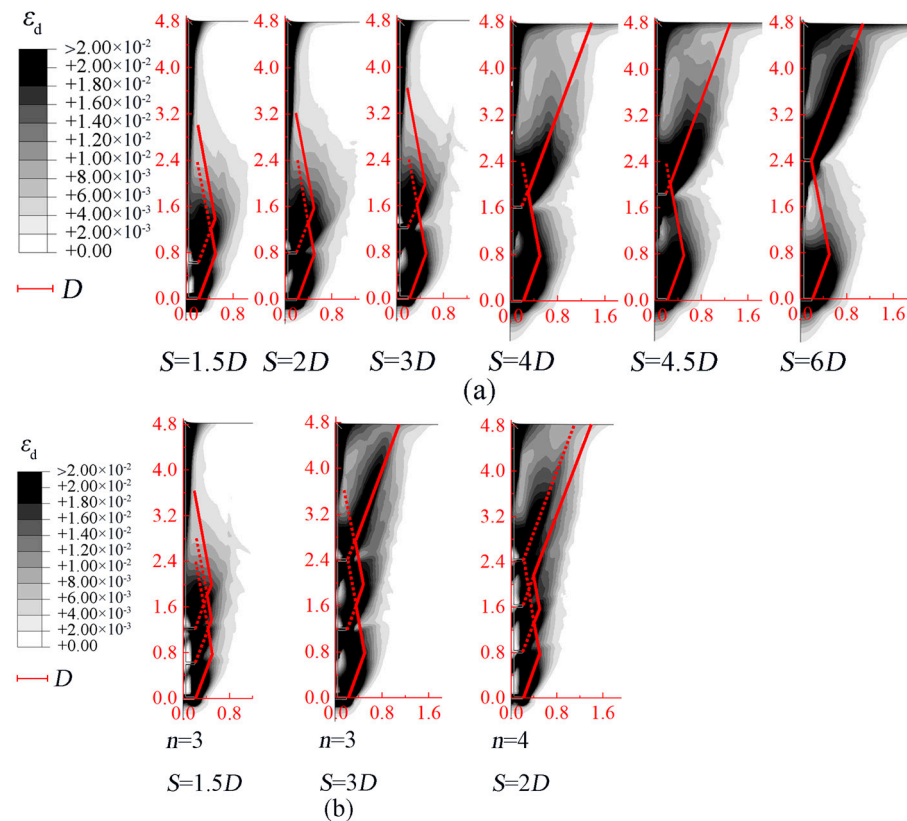 ε_d
>2.00×10⁻²
+2.00×10⁻²
+1.80×10⁻²
+1.60×10⁻²
+1.40×10⁻²
+1.20×10⁻²
+1.00×10⁻²
+8.00×10⁻³
+6.00×10⁻³
+4.00×10⁻³
+2.00×10⁻³
+0.00
D
4.8 4.8 4.8 4.8 4.8 4.8
4.0 4.0 4.0 4.0 4.0 4.0
3.2 3.2 3.2 3.2 3.2 3.2
2.4 2.4 2.4 2.4 2.4 2.4
1.6 1.6 1.6 1.6 1.6 1.6
0.8 0.8 0.8 0.8 0.8 0.8
0.0 0.0 0.0 0.0 0.0 0.0
0.0 0.8 0.0 0.8 0.0 0.8 0.0 0.8 1.6 0.0 0.8 1.6 0.0 0.8 1.6
S=1.5D S=2D S=3D S=4D S=4.5D S=6D
(a)
ε_d
>2.00×10⁻²
+2.00×10⁻²
+1.80×10⁻²
+1.60×10⁻²
+1.40×10⁻²
+1.20×10⁻²
+1.00×10⁻²
+8.00×10⁻³
+6.00×10⁻³
+4.00×10⁻³
+2.00×10⁻³
+0.00
D
4.8 4.8 4.8
4.0 4.0 4.0
3.2 3.2 3.2
2.4 2.4 2.4
1.6 1.6 1.6
0.8 0.8 0.8
0.0 0.0 0.0
0.0 0.8 0.0 0.8 1.6 0.0 0.8 1.6
n=3 n=3 n=4
S=1.5D S=3D S=2D
(b)